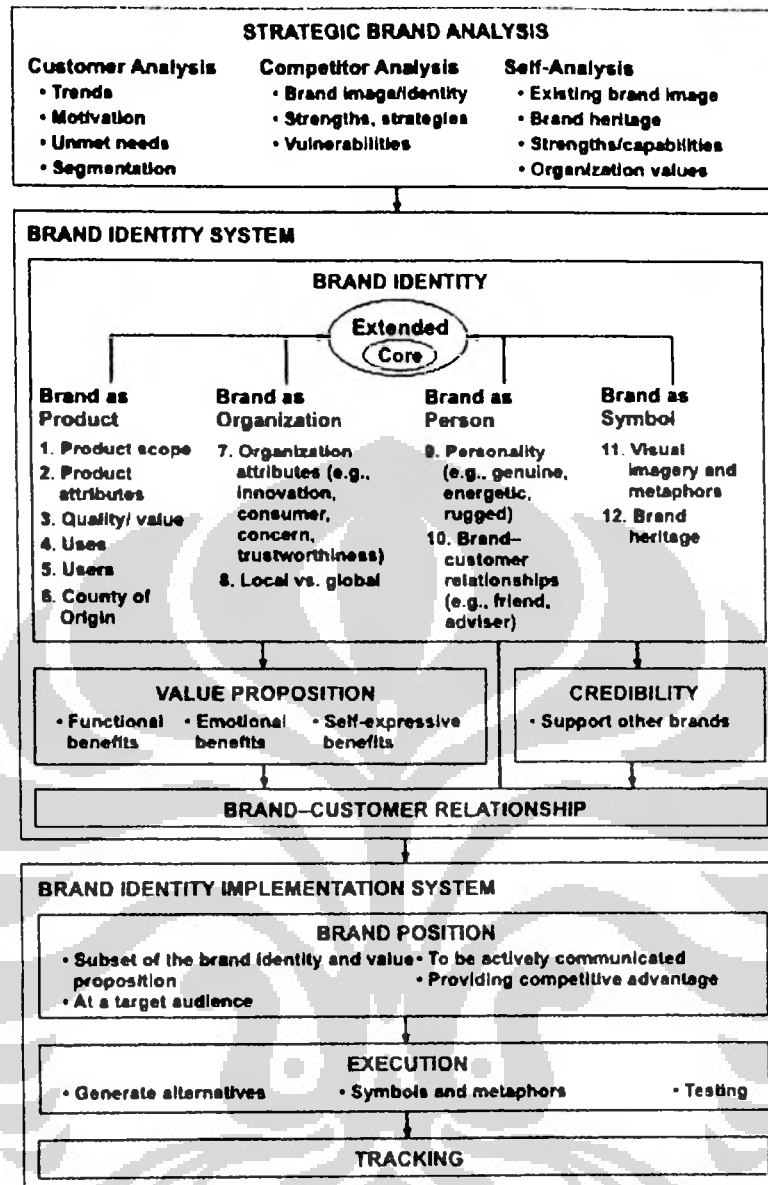 STRATEGIC BRAND ANALYSIS
Customer Analysis
• Trends
• Motivation
• Unmet needs
• Segmentation
Competitor Analysis
• Brand image/identity
• Strengths, strategies
• Vulnerabilities
Self-Analysis
• Existing brand image
• Brand heritage
• Strengths/capabilities
• Organization values
BRAND IDENTITY SYSTEM
BRAND IDENTITY
Extended
Core
Brand as
Product
1. Product scope
2. Product
attributes
3. Quality/ value
4. Uses
5. Users
6. County of
Origin
Brand as
Organization
7. Organization
attributes (e.g.,
innovation,
consumer,
concern,
trustworthiness)
8. Local vs. global
Brand as
Person
9. Personality
(e.g., genuine,
energetic,
rugged)
10. Brand–
customer
relationships
(e.g., friend,
adviser)
Brand as
Symbol
11. Visual
imagery and
metaphors
12. Brand
heritage
VALUE PROPOSITION
• Functional
benefits
• Emotional
benefits
• Self-expressive
benefits
CREDIBILITY
• Support other brands
BRAND–CUSTOMER RELATIONSHIP
BRAND IDENTITY IMPLEMENTATION SYSTEM
BRAND POSITION
• Subset of the brand identity and value
proposition
• At a target audience
• To be actively communicated
• Providing competitive advantage
EXECUTION
• Generate alternatives
• Symbols and metaphors
• Testing
TRACKING